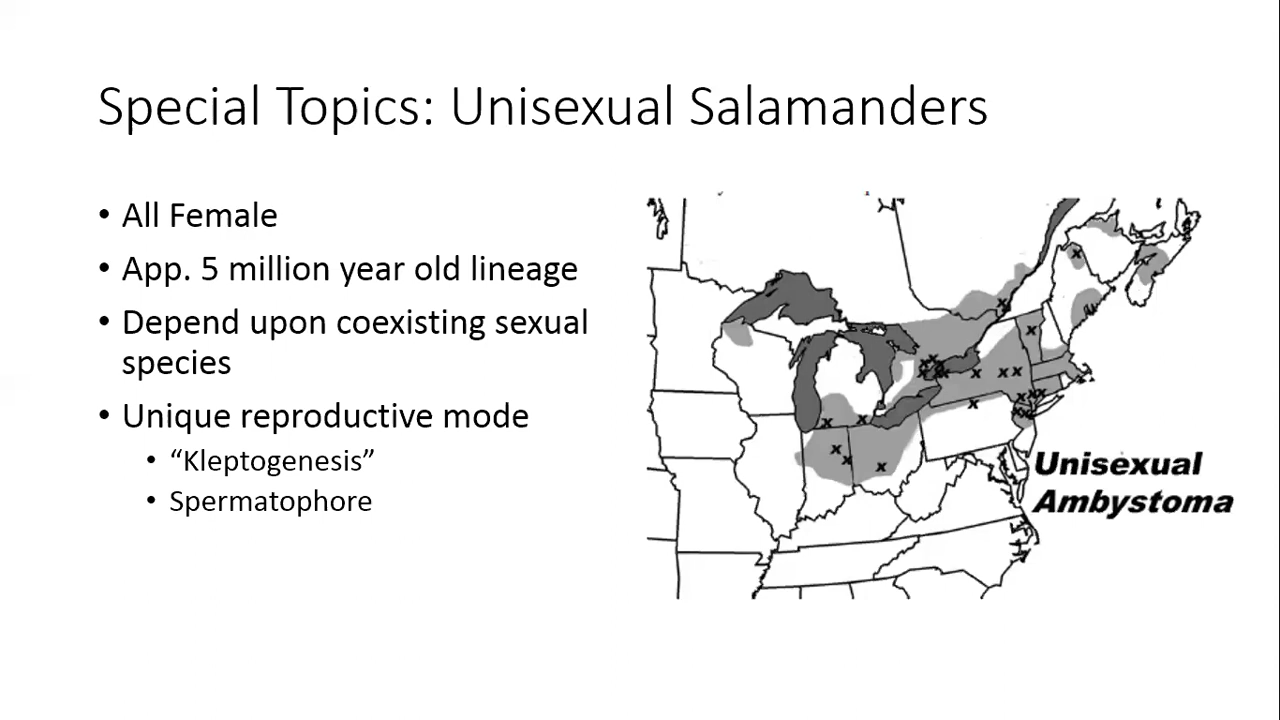 Special Topics: Unisexual Salamanders
• All Female
• App. 5 million year old lineage
• Depend upon coexisting sexual
species
• Unique reproductive mode
• “Kleptogenesis”
• Spermatophore
Unisexual
Ambystoma